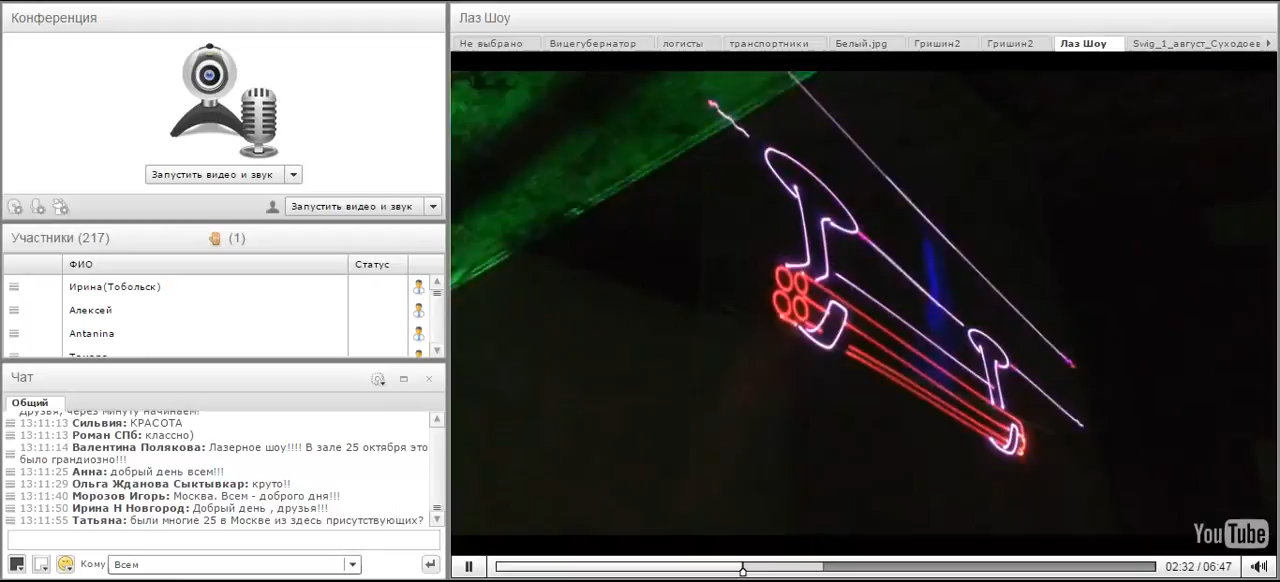 Конференция
Запустить видео и звук
Запустить видео и звук
Участники (217) (1)
ФИО Статус
Ирина(Тобольск)
Алексей
Antanina
Чат
Общий
друзья, через минуту начинаем!
13:11:13 Сильвия: КРАСОТА
13:11:13 Роман СПб: классно)
13:11:14 Валентина Полякова: Лазерное шоу!!!! В зале 25 октября это
было грандиозно!!!
13:11:25 Анна: добрый день всем!!!
13:11:29 Ольга Жданова Сыктывкар: круто!!
13:11:40 Морозов Игорь: Москва. Всем - доброго дня!!!
13:11:50 Ирина Н Новгород: Добрый день , друзья!!!
13:11:55 Татьяна: были многие 25 в Москве из здесь присутствующих?
Кому Всем
Лаз Шоу
Не выбрано Вицегубернатор логисты транспортники Белый.jpg Гришин2 Гришин2 Лаз Шоу Swig_1_август_Суходоев
YouTube
02:32 / 06:47